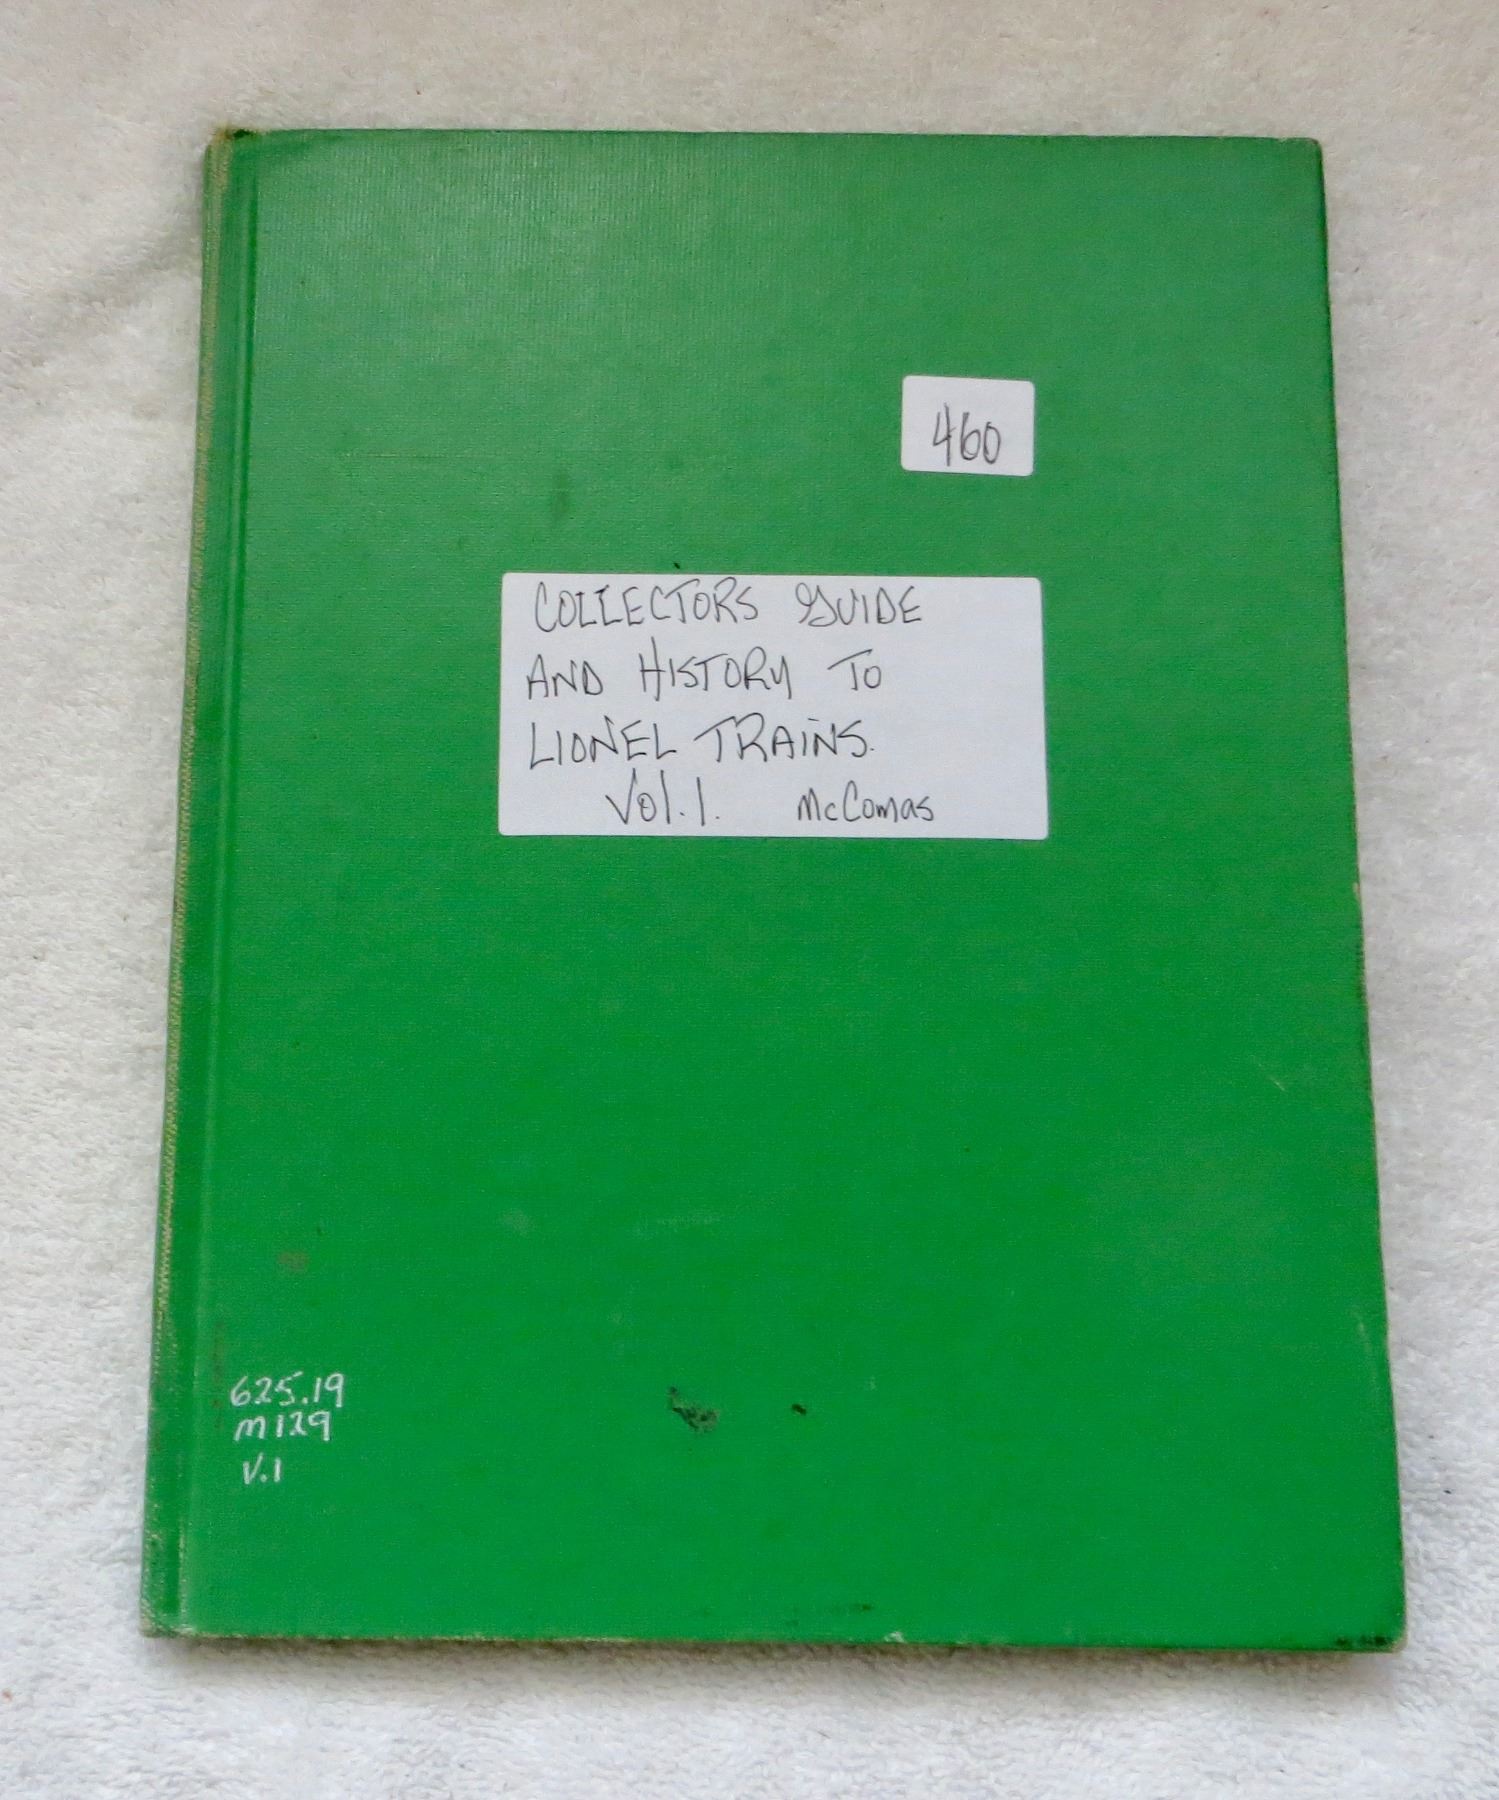 460
COLLECTORS GUIDE
AND HISTORY TO
LIONEL TRAINS.
Vol. 1. McComas
625.19
M129
V.1